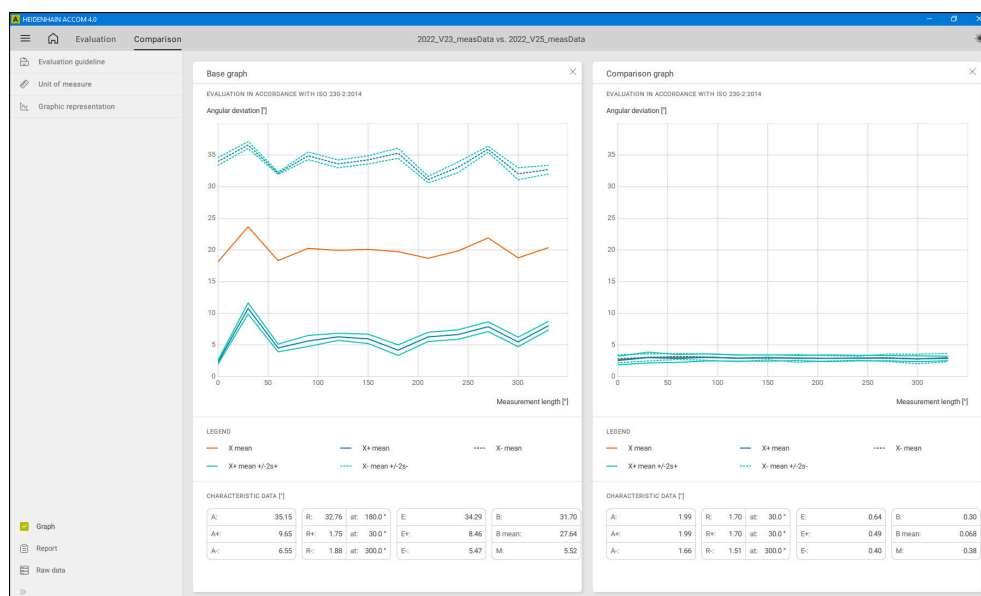 A HEIDENHAIN ACCOM 4.0
Evaluation Comparison 2022_V23_measData vs. 2022_V25_measData
Evaluation guideline
Unit of measure
Graphic representation
Base graph
EVALUATION IN ACCORDANCE WITH ISO 230-2:2014
Angular deviation ["]
35
30
25
20
15
10
5
0
0 50 100 150 200 250 300
Measurement length [°]
LEGEND
X mean X+ mean X- mean
X+ mean +/-2s+ X- mean +/-2s-
CHARACTERISTIC DATA ["]
A: 35.15 R: 32.76 at: 180.0 ° E: 34.29 B: 31.70
A+: 9.65 R+: 1.75 at: 30.0 ° E+: 8.46 B mean: 27.64
A-: 6.55 R-: 1.88 at: 300.0 ° E-: 5.47 M: 5.52
Comparison graph
EVALUATION IN ACCORDANCE WITH ISO 230-2:2014
Angular deviation ["]
35
30
25
20
15
10
5
0
0 50 100 150 200 250 300
Measurement length [°]
LEGEND
X mean X+ mean X- mean
X+ mean +/-2s+ X- mean +/-2s-
CHARACTERISTIC DATA ["]
A: 1.99 R: 1.70 at: 30.0 ° E: 0.64 B: 0.30
A+: 1.99 R+: 1.70 at: 30.0 ° E+: 0.49 B mean: 0.068
A-: 1.66 R-: 1.51 at: 300.0 ° E-: 0.40 M: 0.38
Graph
Report
Raw data